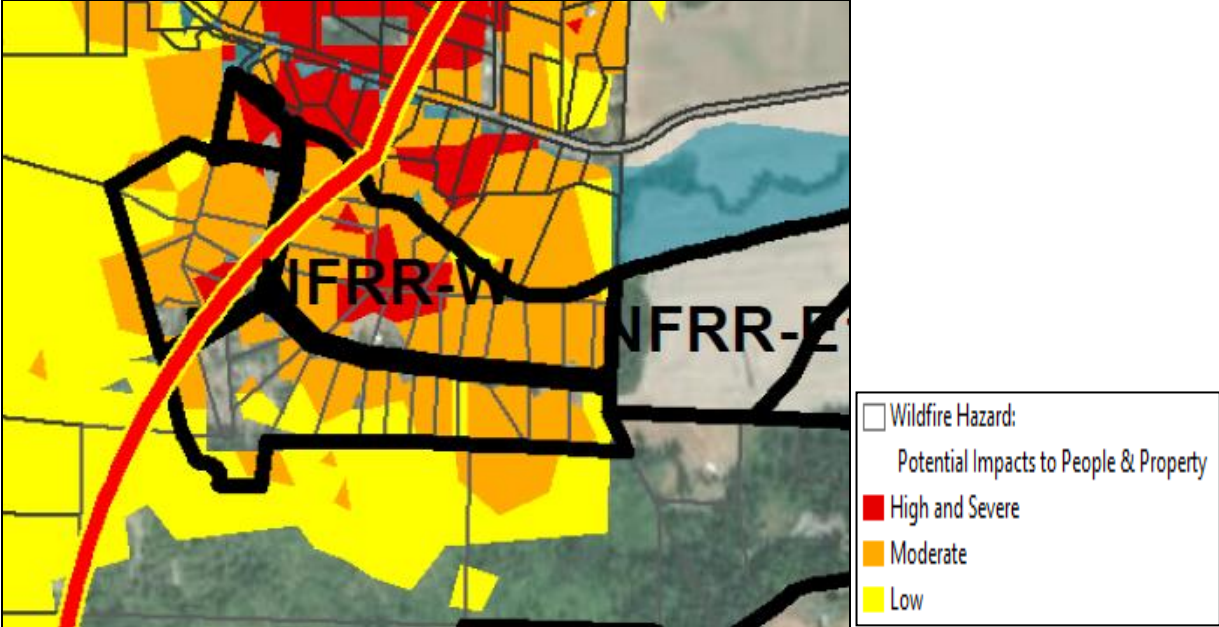 NFRR-W
NFRR-E
Wildfire Hazard:
Potential Impacts to People & Property
High and Severe
Moderate
Low